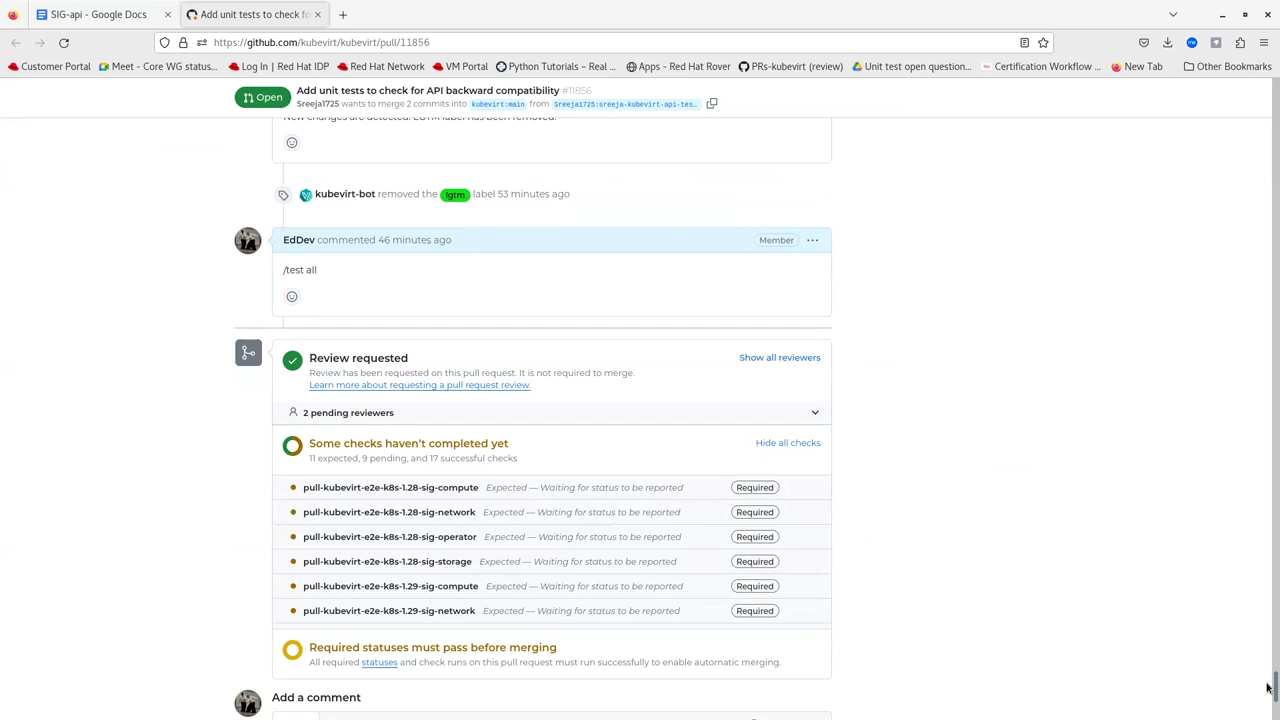 SIG-api - Google Docs
Add unit tests to check fo
https://github.com/kubevirt/kubevirt/pull/11856
Customer Portal
Meet - Core WG status...
Log In | Red Hat IDP
Red Hat Network
VM Portal
Python Tutorials – Real ...
Apps - Red Hat Rover
PRs-kubevirt (review)
Unit test open question...
Certification Workflow ...
New Tab
Other Bookmarks
Open
Add unit tests to check for API backward compatibility #11856
Sreeja1725 wants to merge 2 commits into kubevirt:main from Sreeja1725:sreeja-kubevirt-api-tes...
New changes are detected. LGTM label has been removed.
kubevirt-bot removed the lgtm label 53 minutes ago
EdDev commented 46 minutes ago
Member
/test all
Review requested
Show all reviewers
Review has been requested on this pull request. It is not required to merge.
Learn more about requesting a pull request review.
2 pending reviewers
Some checks haven't completed yet
Hide all checks
11 expected, 9 pending, and 17 successful checks
pull-kubevirt-e2e-k8s-1.28-sig-compute Expected — Waiting for status to be reported Required
pull-kubevirt-e2e-k8s-1.28-sig-network Expected — Waiting for status to be reported Required
pull-kubevirt-e2e-k8s-1.28-sig-operator Expected — Waiting for status to be reported Required
pull-kubevirt-e2e-k8s-1.28-sig-storage Expected — Waiting for status to be reported Required
pull-kubevirt-e2e-k8s-1.29-sig-compute Expected — Waiting for status to be reported Required
pull-kubevirt-e2e-k8s-1.29-sig-network Expected — Waiting for status to be reported Required
Required statuses must pass before merging
All required statuses and check runs on this pull request must run successfully to enable automatic merging.
Add a comment